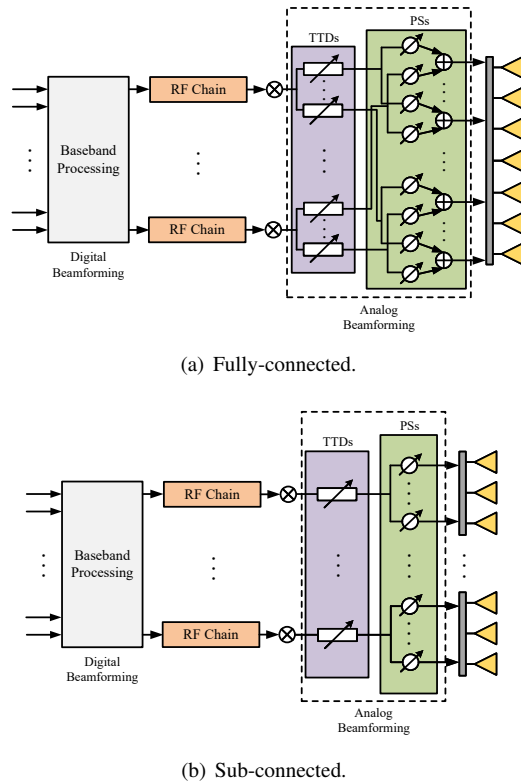 TTDs
PSs
RF Chain
Baseband
Processing
RF Chain
Digital
Beamforming
Analog
Beamforming
(a) Fully-connected.
TTDs
PSs
RF Chain
Baseband
Processing
RF Chain
Digital
Beamforming
Analog
Beamforming
(b) Sub-connected.